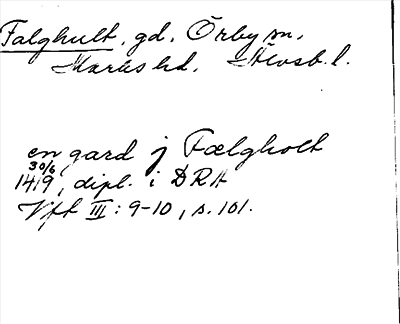 Falghult, gd, Örby sn,
Marks hd, Älvsb. l.
en gard j Fælgholt
30/6 1419, dipl. i DRA
Vft III: 9-10, s. 101.